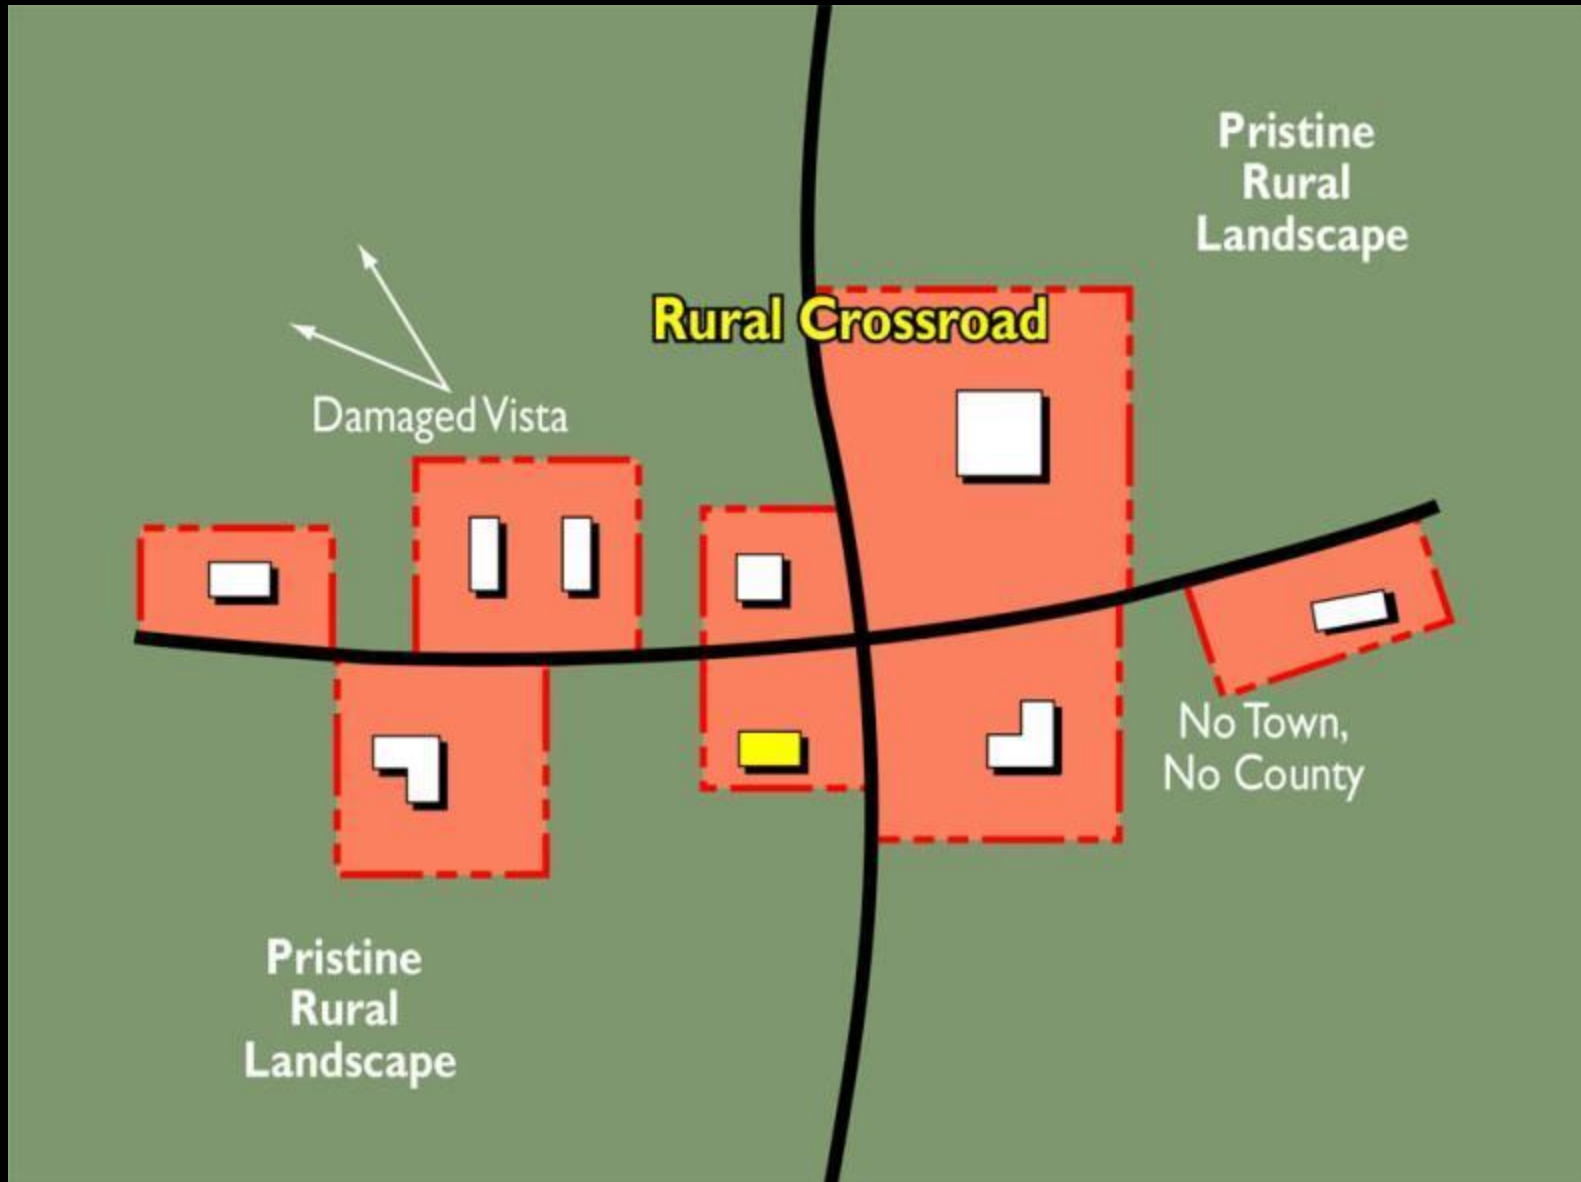 Pristine
Rural
Landscape
Rural Crossroad
Damaged Vista
No Town,
No County
Pristine
Rural
Landscape